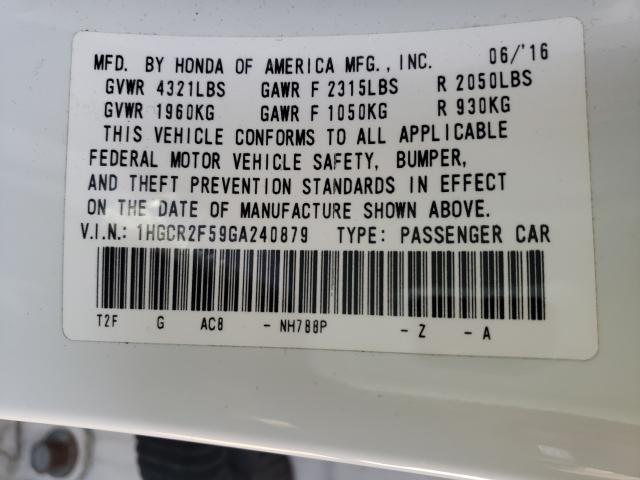 MFD. BY HONDA OF AMERICA MFG., INC. 06/'16
GVWR 4321LBS GAWR F 2315LBS R 2050LBS
GVWR 1960KG GAWR F 1050KG R 930KG
THIS VEHICLE CONFORMS TO ALL APPLICABLE
FEDERAL MOTOR VEHICLE SAFETY, BUMPER,
AND THEFT PREVENTION STANDARDS IN EFFECT
ON THE DATE OF MANUFACTURE SHOWN ABOVE.
V.I.N.: 1HGCR2F59GA240879 TYPE: PASSENGER CAR
T2F G AC8 - NH788P - Z - A